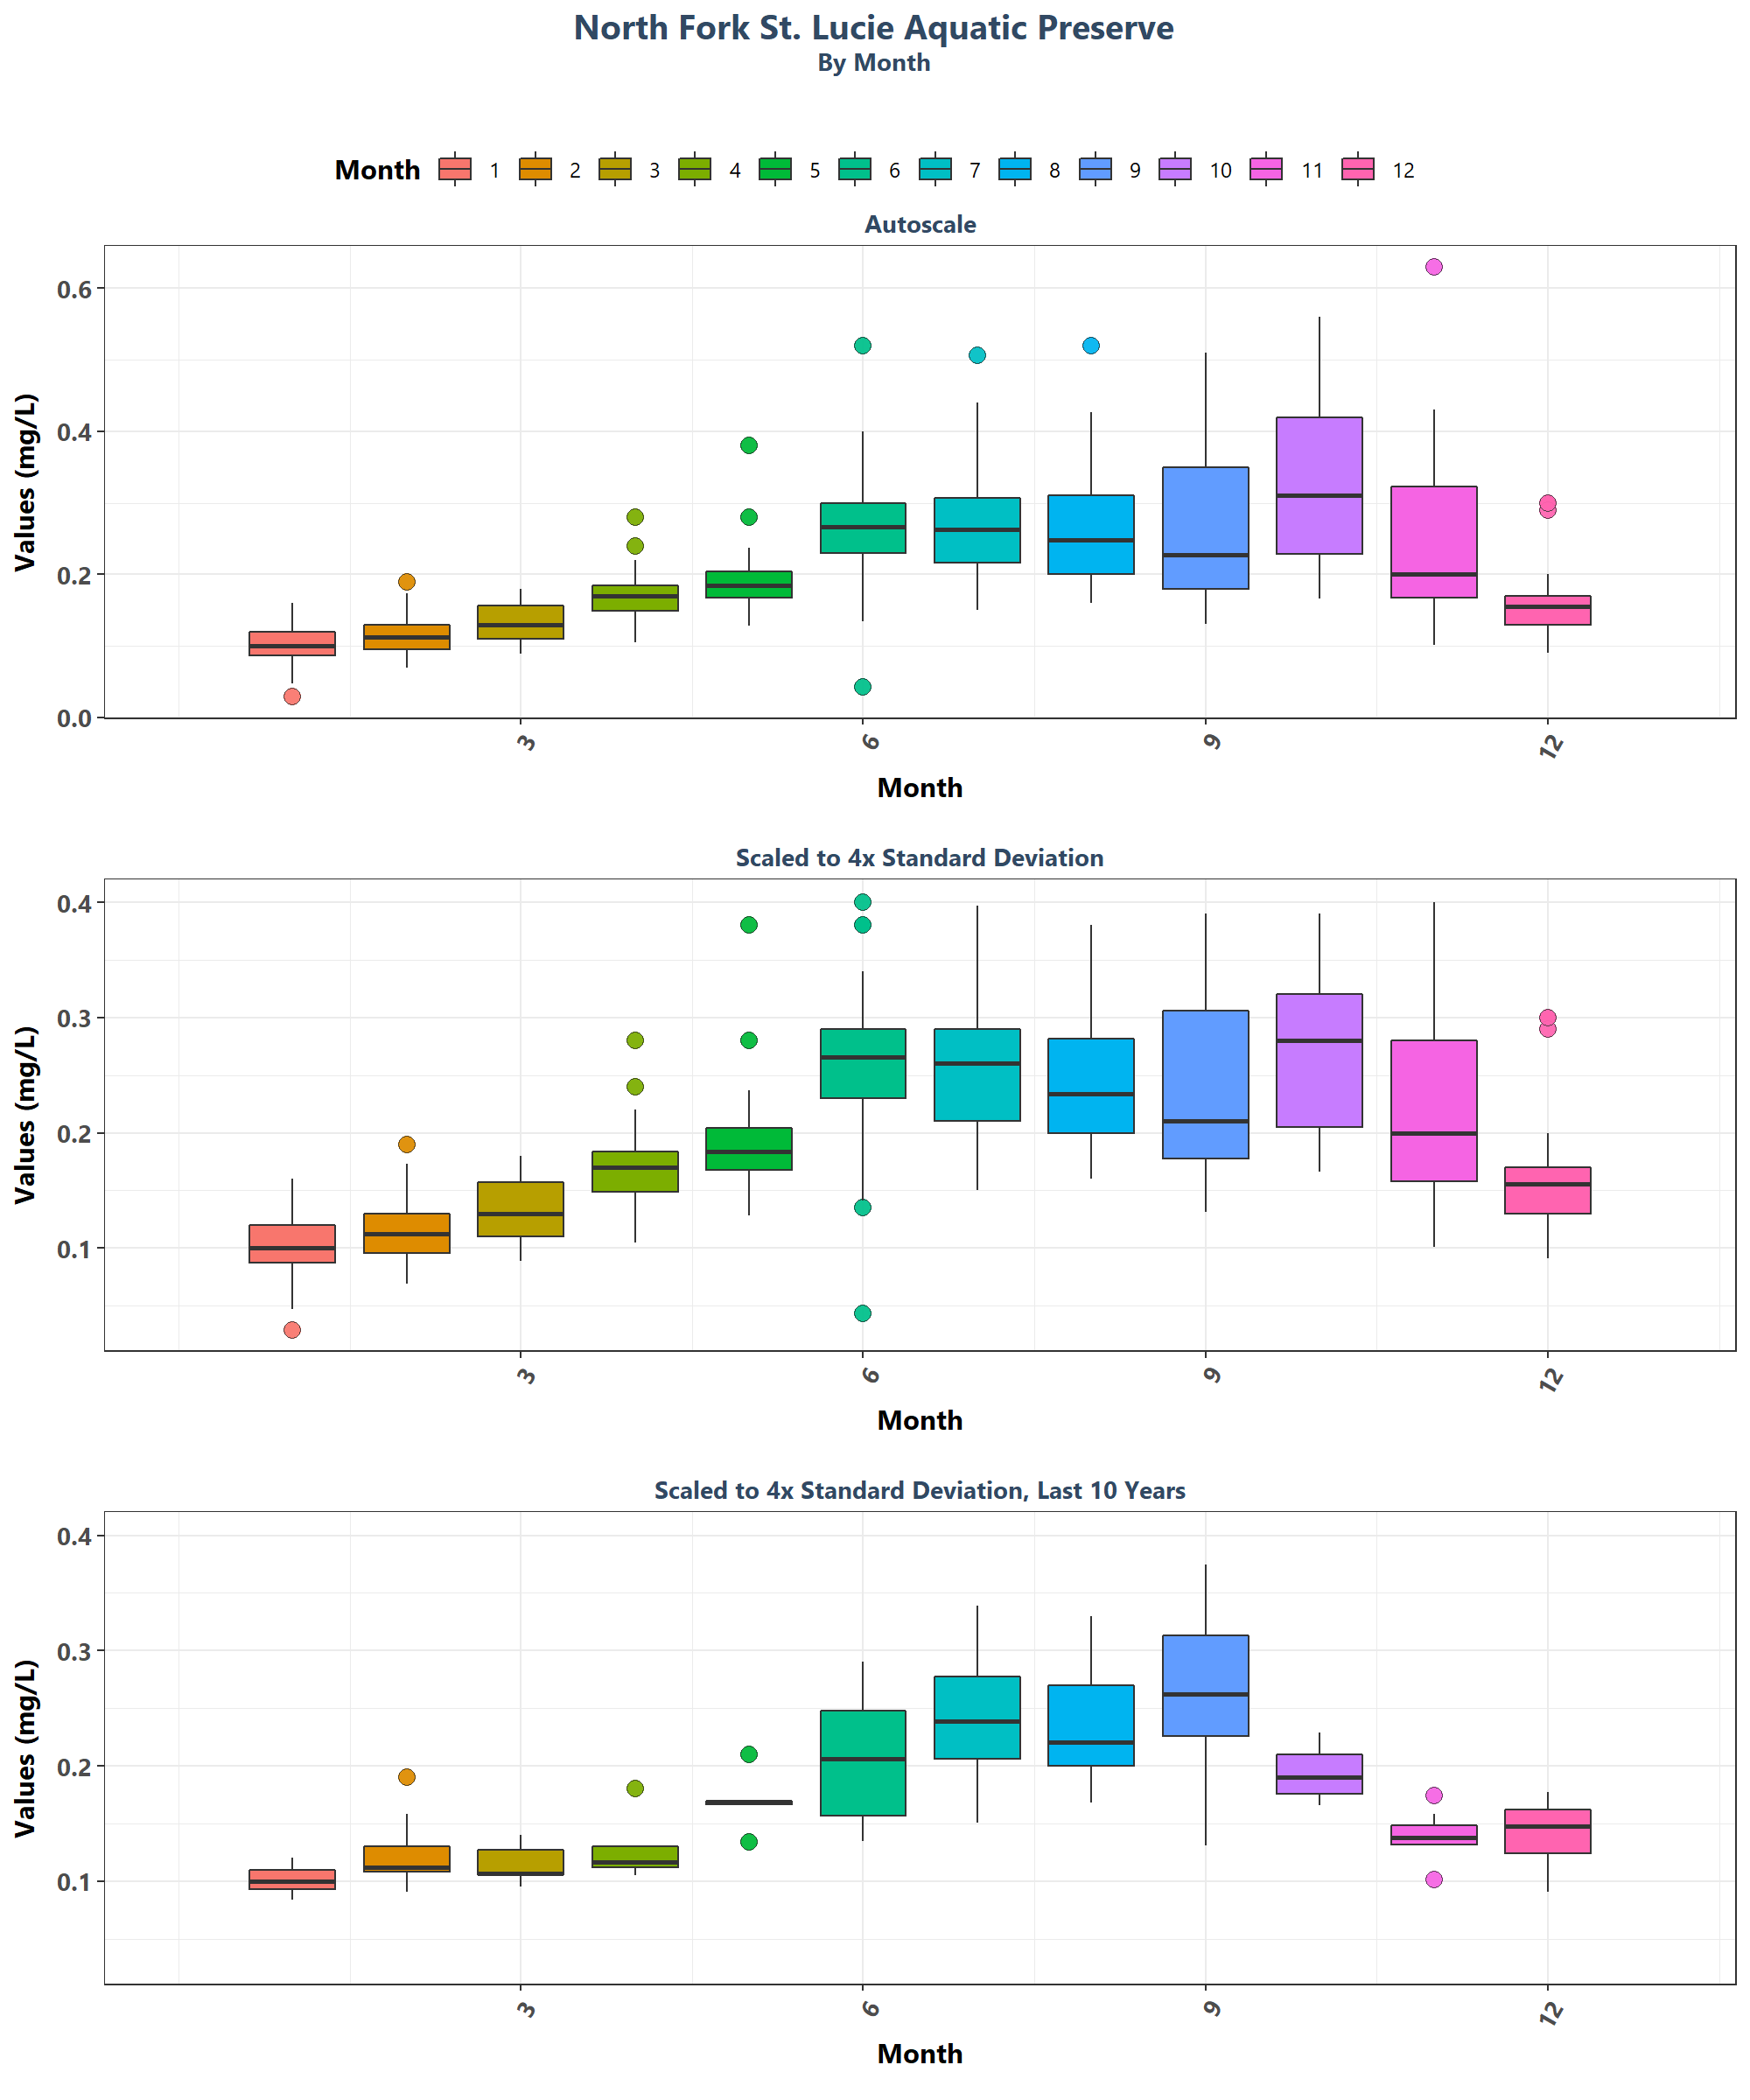 North Fork St. Lucie Aquatic Preserve
By Month
Month 1 2 3 4 5 6 7 8 9 10 11 12
Autoscale
Values (mg/L)
0.6
0.4
0.2
0.0
3 6 9 12
Month
Scaled to 4x Standard Deviation
Values (mg/L)
0.4
0.3
0.2
0.1
3 6 9 12
Month
Scaled to 4x Standard Deviation, Last 10 Years
Values (mg/L)
0.4
0.3
0.2
0.1
3 6 9 12
Month